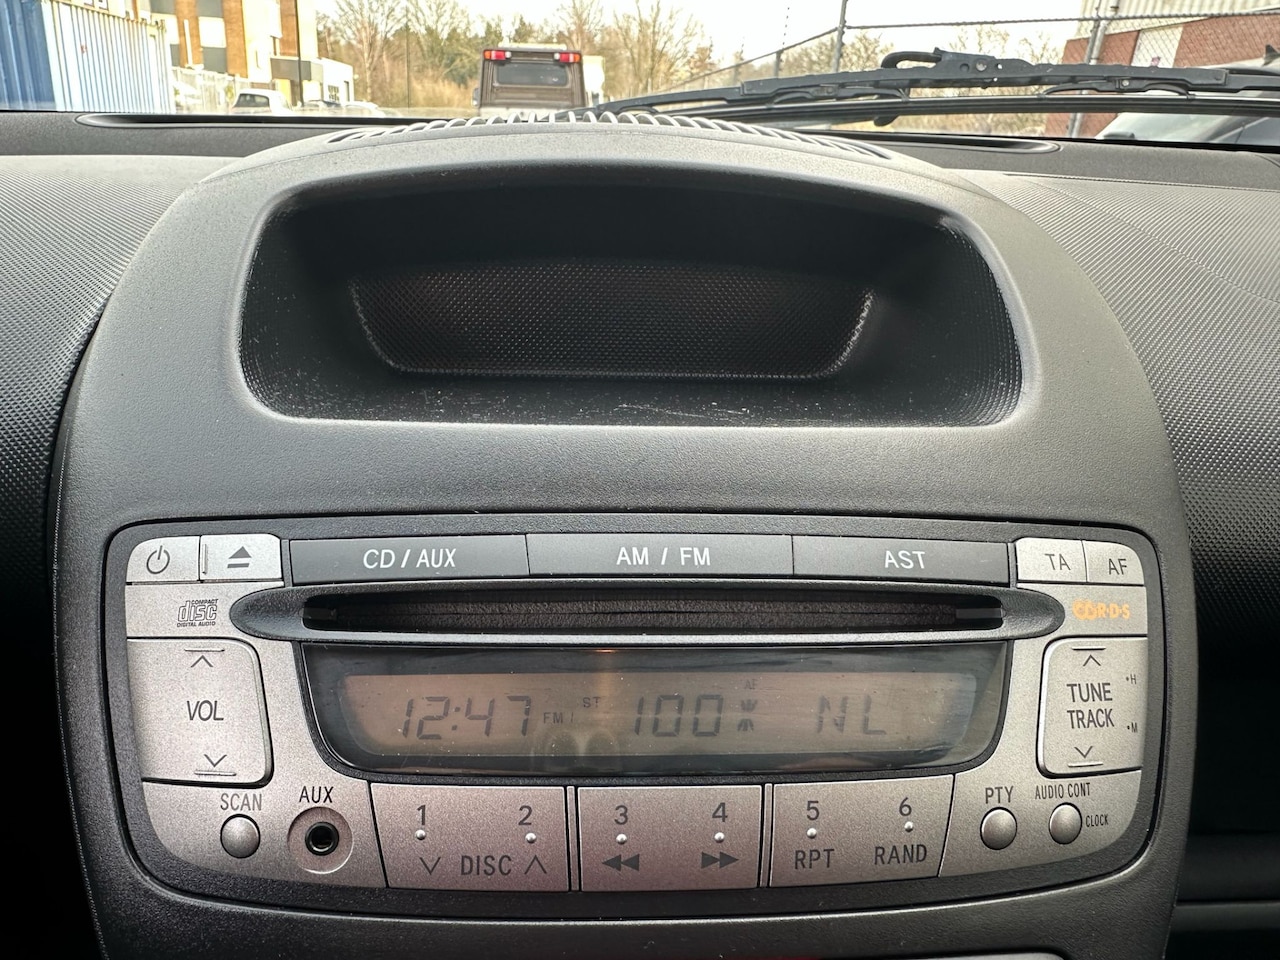 CD / AUX AM / FM AST TA AF
COMPACT
disc
DIGITAL AUDIO
R·D·S
VOL
12:47 FM1 ST 100% AF NL
TUNE
TRACK
·H
·M
SCAN AUX 1 2 3 4 5 6 PTY AUDIO CONT
CLOCK
DISC RPT RAND